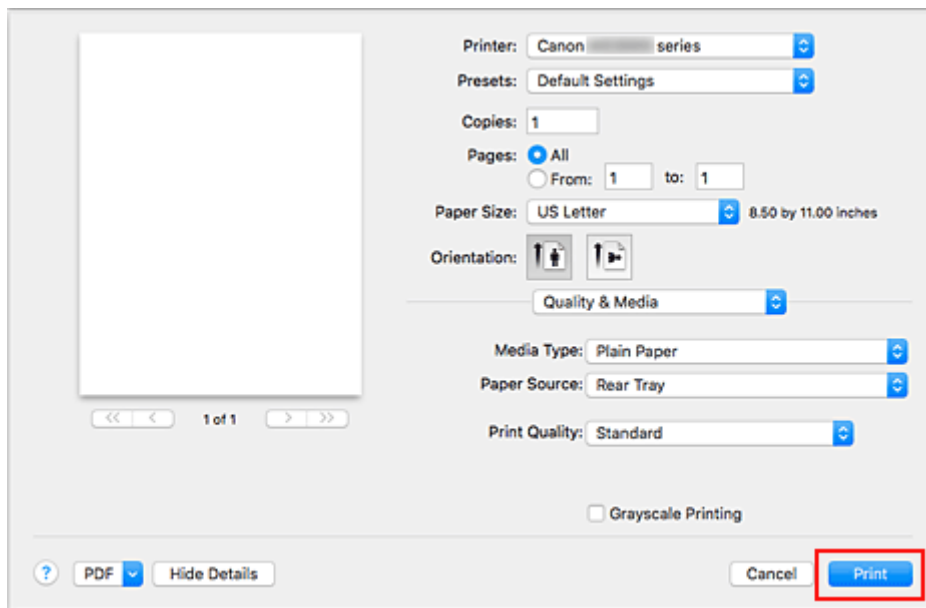 Printer: Canon series
Presets: Default Settings
Copies: 1
Pages: All
From: 1 to: 1
Paper Size: US Letter 8.50 by 11.00 inches
Orientation:
Quality & Media
Media Type: Plain Paper
Paper Source: Rear Tray
1 of 1
Print Quality: Standard
Grayscale Printing
? PDF Hide Details Cancel Print